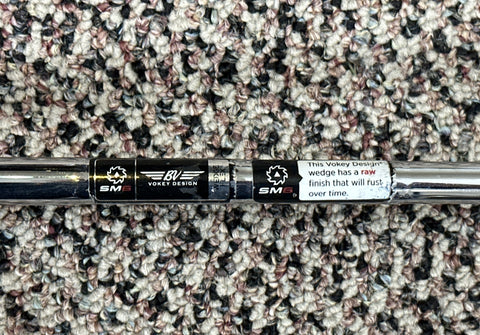 SM6
BV
VOKEY DESIGN
SM6
This Vokey Design®
wedge has a raw
finish that will rust
over time.